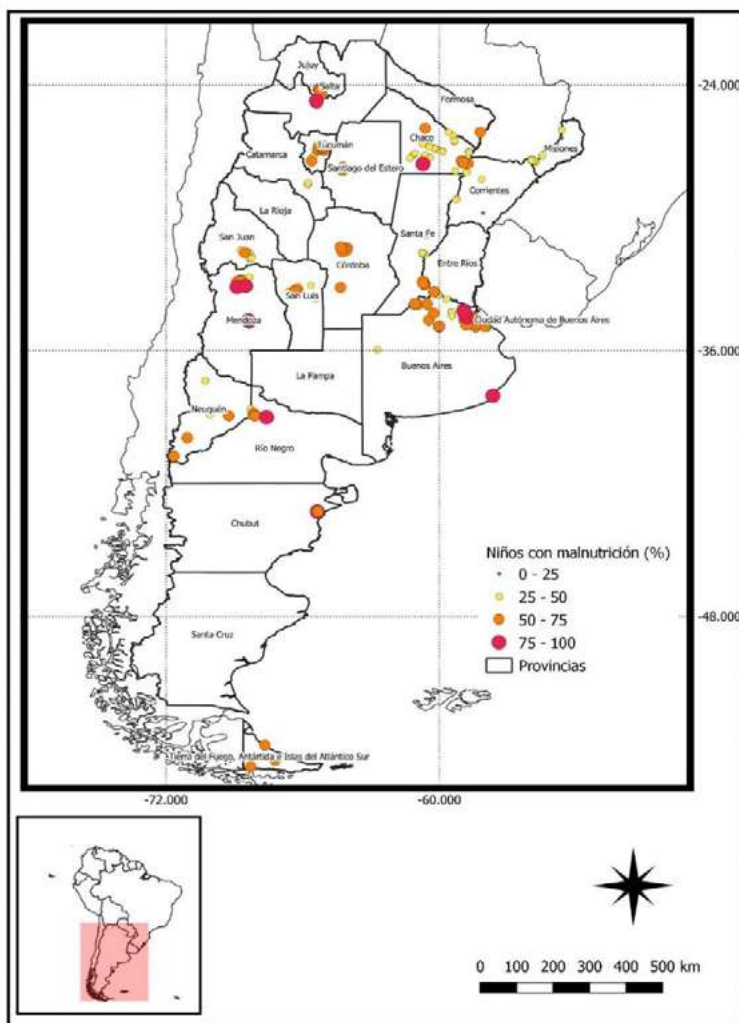 Jujuy
Salta
-24.000
Formosa
Chaco
Tucumán
Misiones
Catamarca
Santiago del Estero
Corrientes
La Rioja
Santa Fe
San Juan
Entre Ríos
Córdoba
San Luis
Ciudad Autónoma de Buenos Aires
Mendoza
-36.000
Buenos Aires
La Pampa
Neuquén
Río Negro
Chubut
Niños con malnutrición (%)
0 - 25
25 - 50
50 - 75
75 - 100
Provincias
-48.000
Santa Cruz
Tierra del Fuego, Antártida e Islas del Atlántico Sur
-72.000
-60.000
0 100 200 300 400 500 km